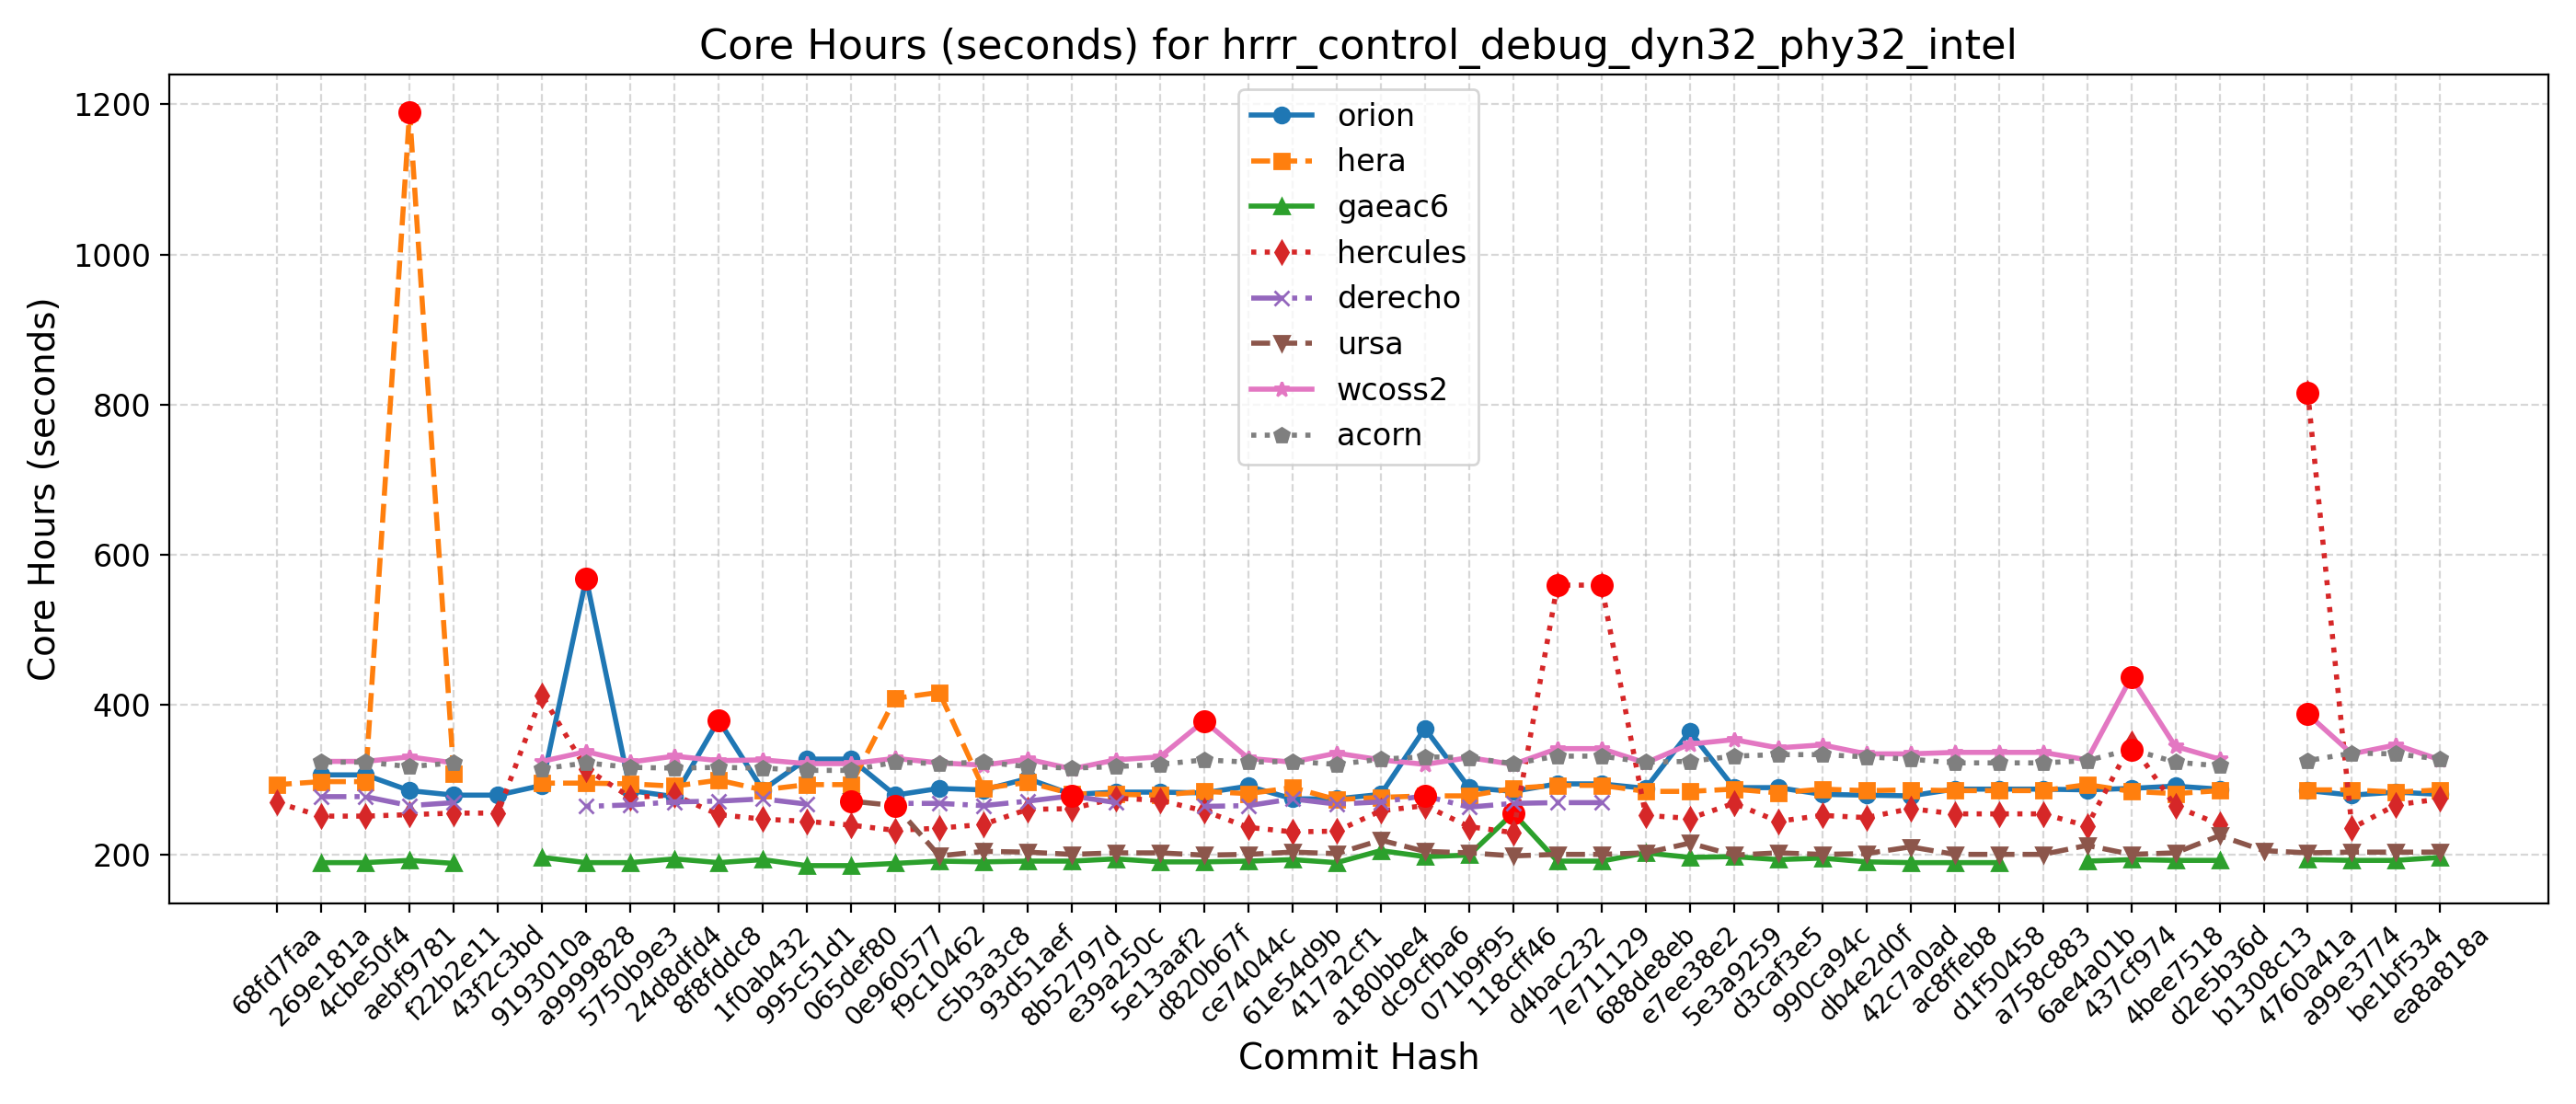 Core Hours (seconds) for hrrr_control_debug_dyn32_phy32_intel
Core Hours (seconds)
1200
1000
800
600
400
200
orion
hera
gaeac6
hercules
derecho
ursa
wcoss2
acorn
68fd7faa
269e181a
4cbe50f4
aebf9781
f22b2e11
43f2c3bd
9193010a
a9999828
5750b9e3
24d8dfd4
8f8fddc8
1f0ab432
995c51d1
065def80
0e960577
f9c10462
c5b3a3c8
93d51aef
8b52797d
e39a250c
5e13aaf2
d820b67f
ce74044c
61e54d9b
417a2cf1
a180bbe4
dc9cfba6
071b9f95
118cff46
d4bac232
7e711129
688de8eb
e7ee38e2
5e3a9259
d3caf3e5
990ca94c
db4e2d0f
42c7a0ad
ac8ffeb8
d1f50458
a758c883
6ae4a01b
437cf974
4bee7518
d2e5b36d
b1308c13
4760a41a
a99e3774
be1bf534
ea8a818a
Commit Hash